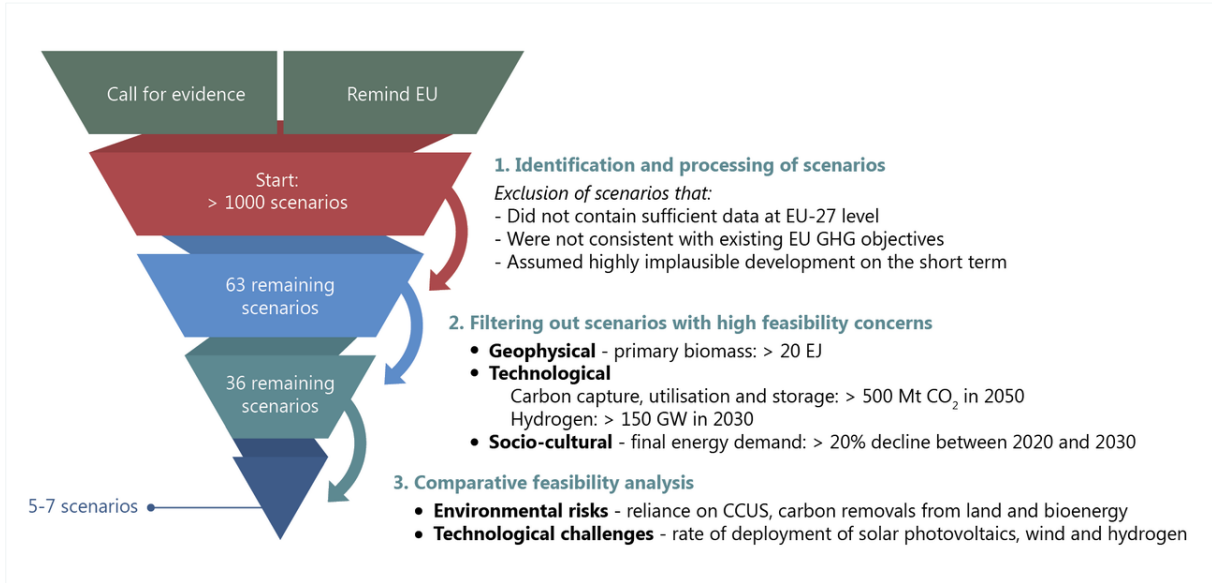 Call for evidence
Remind EU
Start:
> 1000 scenarios
1. Identification and processing of scenarios
Exclusion of scenarios that:
- Did not contain sufficient data at EU-27 level
- Were not consistent with existing EU GHG objectives
- Assumed highly implausible development on the short term
63 remaining
scenarios
2. Filtering out scenarios with high feasibility concerns
• Geophysical - primary biomass: > 20 EJ
• Technological
Carbon capture, utilisation and storage: > 500 Mt CO₂ in 2050
Hydrogen: > 150 GW in 2030
• Socio-cultural - final energy demand: > 20% decline between 2020 and 2030
36 remaining
scenarios
3. Comparative feasibility analysis
• Environmental risks - reliance on CCUS, carbon removals from land and bioenergy
• Technological challenges - rate of deployment of solar photovoltaics, wind and hydrogen
5-7 scenarios